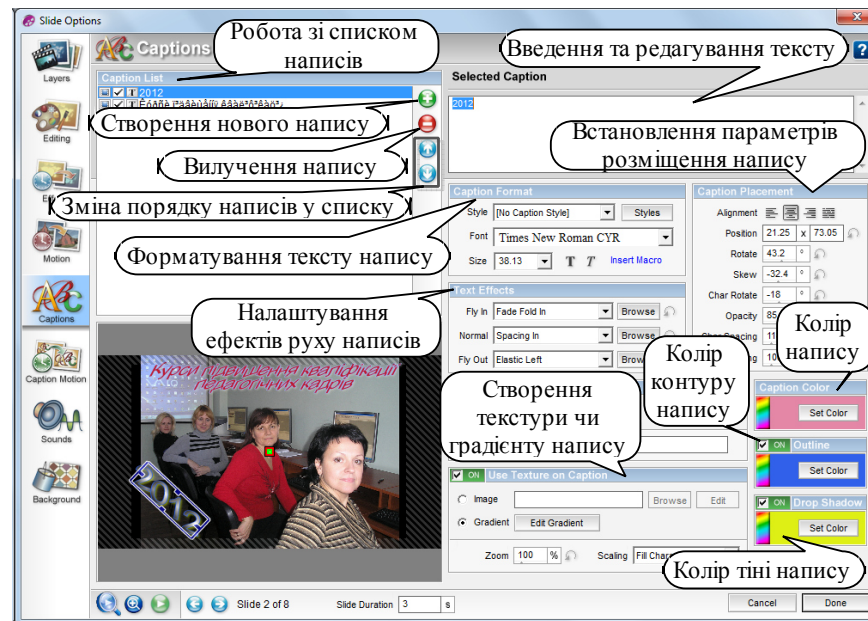 Slide Options
Робота зі списком
написів
Введення та редагування тексту
Layers
Captions
Caption List
Selected Caption
2012
2012
Створення нового напису
Вилучення напису
Зміна порядку написів у списку
Встановлення параметрів
розміщення напису
Editing
Motion
Captions
Caption Motion
Sounds
Background
Caption Format
Style [No Caption Style] Styles
Font Times New Roman CYR
Size 38.13 T T Insert Macro
Форматування тексту напису
Caption Placement
Alignment
Position 21.25 x 73.05
Rotate 43.2 °
Skew -32.4 °
Char Rotate -18 °
Opacity 85
Text Effects
Fly In Fade Fold In Browse
Normal Spacing In Browse
Fly Out Elastic Left
Налаштування
ефектів руху написів
Колір
напису
Колір
контуру
напису
Створення
текстури чи
градієнту напису
Курси підвищення кваліфікації
педагогічних кадрів
2012
Caption Color
Set Color
ON Outline
Set Color
ON Drop Shadow
Set Color
ON Use Texture on Caption
Image Browse Edit
Gradient Edit Gradient
Zoom 100 % Scaling
Колір тіні напису
Slide 2 of 8 Slide Duration 3 s
Cancel Done